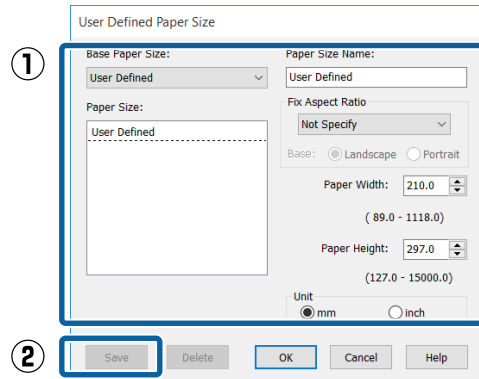 User Defined Paper Size
①
Base Paper Size:
User Defined
Paper Size:
User Defined
Paper Size Name:
User Defined
Fix Aspect Ratio
Not Specify
Base: Landscape Portrait
Paper Width: 210.0
( 89.0 - 1118.0)
Paper Height: 297.0
(127.0 - 15000.0)
Unit
mm inch
②
Save Delete OK Cancel Help